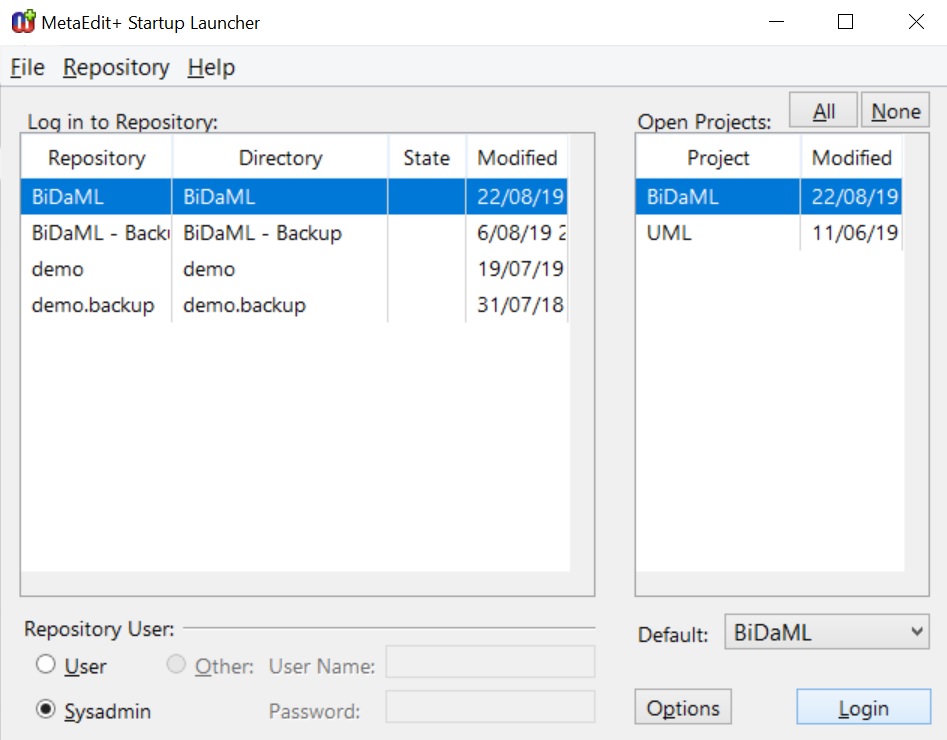 MetaEdit+ Startup Launcher
File Repository Help
Log in to Repository:
Repository Directory State Modified
BiDaML BiDaML 22/08/19
BiDaML - Back BiDaML - Backup 6/08/19 2
demo demo 19/07/19
demo.backup demo.backup 31/07/18
All None
Open Projects:
Project Modified
BiDaML 22/08/19
UML 11/06/19
Repository User:
User Other: User Name:
Sysadmin Password:
Default: BiDaML
Options Login